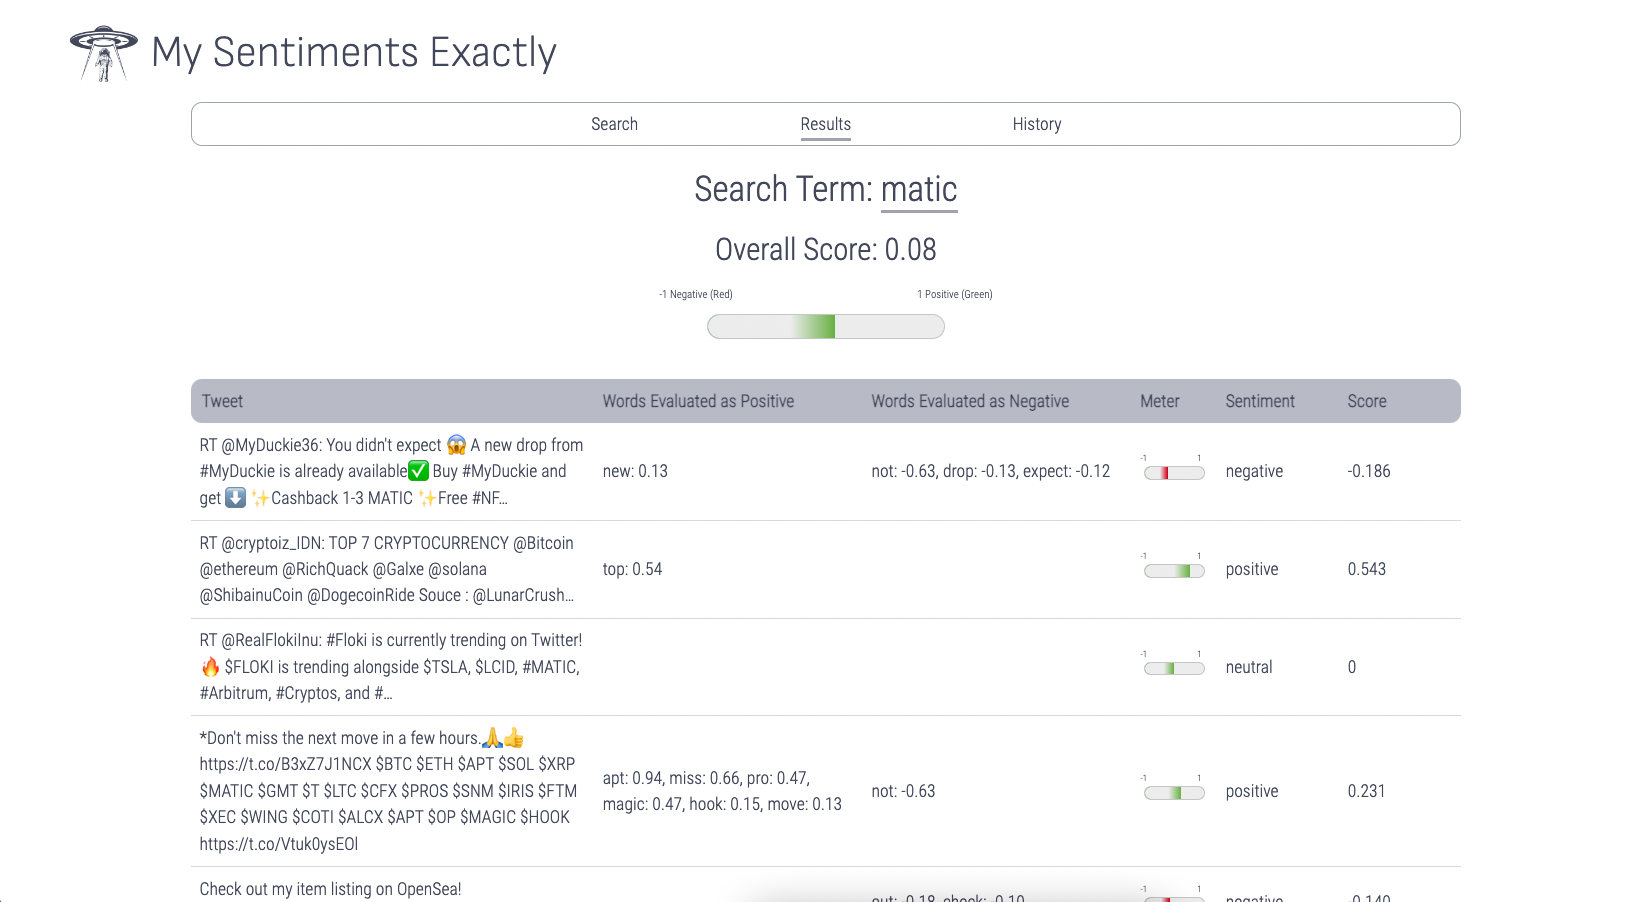 My Sentiments Exactly
Search Results History
Search Term: matic
Overall Score: 0.08
-1 Negative (Red) 1 Positive (Green)
Tweet Words Evaluated as Positive Words Evaluated as Negative Meter Sentiment Score
RT @MyDuckie36: You didn't expect 😱 A new drop from
#MyDuckie is already available✅ Buy #MyDuckie and
get ⬇️ ✨Cashback 1-3 MATIC ✨Free #NF…
new: 0.13
not: -0.63, drop: -0.13, expect: -0.12
-1 1
negative
-0.186
RT @cryptoiz_IDN: TOP 7 CRYPTOCURRENCY @Bitcoin
@ethereum @RichQuack @Galxe @solana
@ShibainuCoin @DogecoinRide Souce : @LunarCrush…
top: 0.54
-1 1
positive
0.543
RT @RealFlokiInu: #Floki is currently trending on Twitter!
🔥 $FLOKI is trending alongside $TSLA, $LCID, #MATIC,
#Arbitrum, #Cryptos, and #…
-1 1
neutral
0
*Don't miss the next move in a few hours.🙏👍
https://t.co/B3xZ7J1NCX $BTC $ETH $APT $SOL $XRP
$MATIC $GMT $T $LTC $CFX $PROS $SNM $IRIS $FTM
$XEC $WING $COTI $ALCX $APT $OP $MAGIC $HOOK
https://t.co/Vtuk0ysEOl
apt: 0.94, miss: 0.66, pro: 0.47,
magic: 0.47, hook: 0.15, move: 0.13
not: -0.63
-1 1
positive
0.231
Check out my item listing on OpenSea!
out: -0.18, check: -0.10
-1 1
negative
-0.140